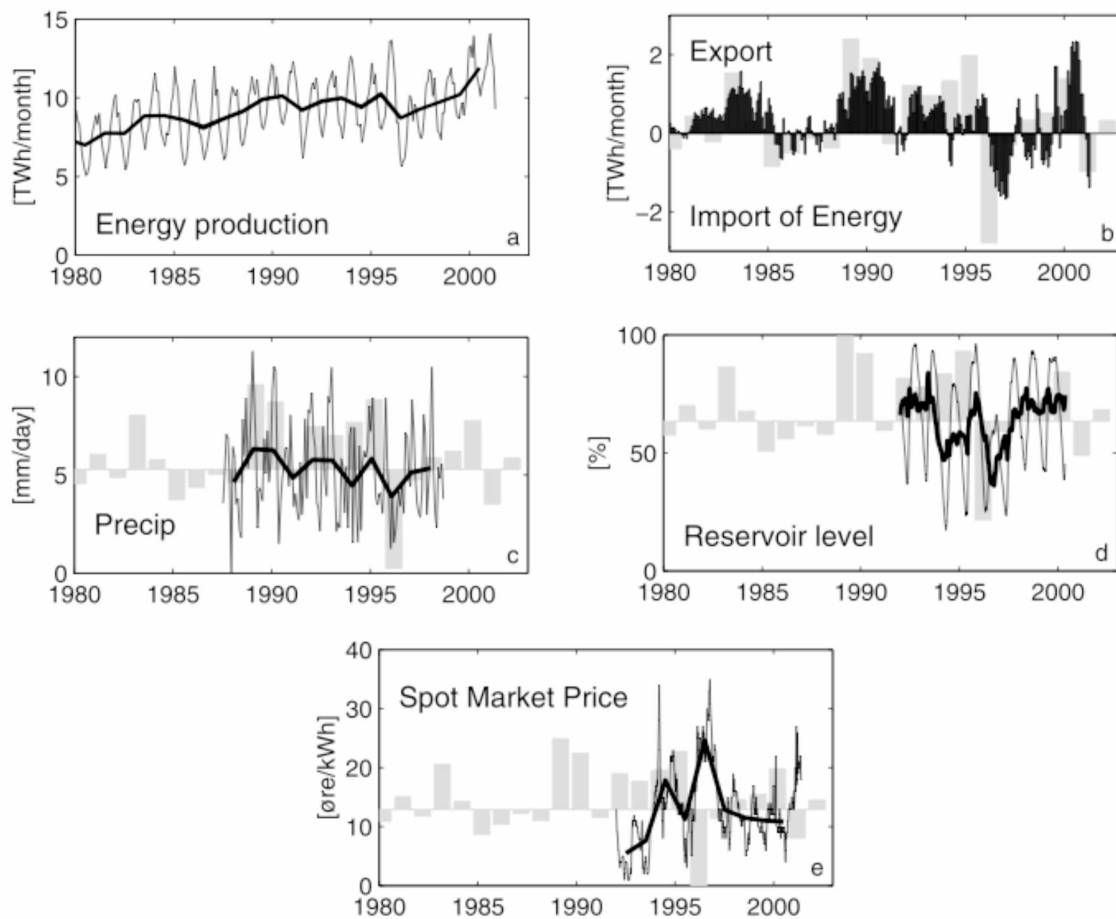 15
10
5
0
[TWh/month]
Energy production
a
1980 1985 1990 1995 2000
2
0
−2
[TWh/month]
Export
Import of Energy
b
1980 1985 1990 1995 2000
10
5
0
[mm/day]
Precip
c
1980 1985 1990 1995 2000
100
50
0
[%]
Reservoir level
d
1980 1985 1990 1995 2000
40
30
20
10
0
[øre/kWh]
Spot Market Price
e
1980 1985 1990 1995 2000